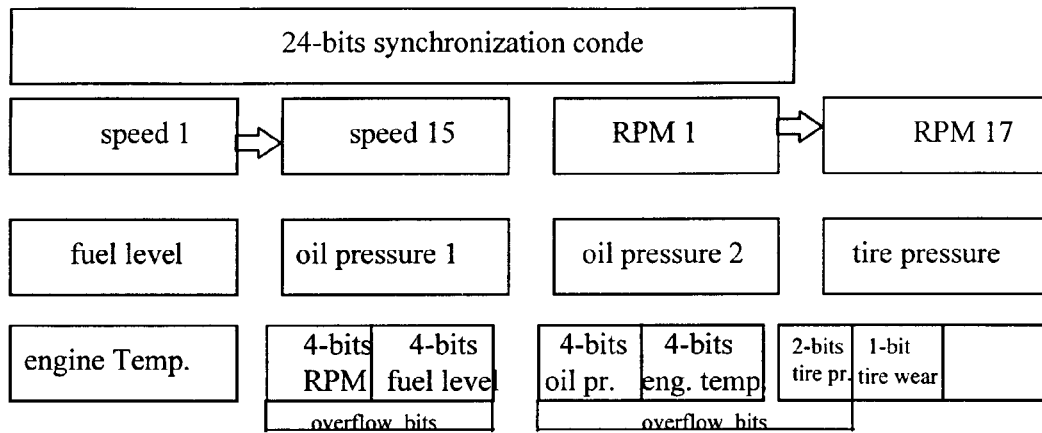 24-bits synchronization conde
speed 1
speed 15
RPM 1
RPM 17
fuel level
oil pressure 1
oil pressure 2
tire pressure
engine Temp.
4-bits
RPM
4-bits
fuel level
4-bits
oil pr.
4-bits
eng. temp.
2-bits
tire pr.
1-bit
tire wear
overflow bits
overflow bits